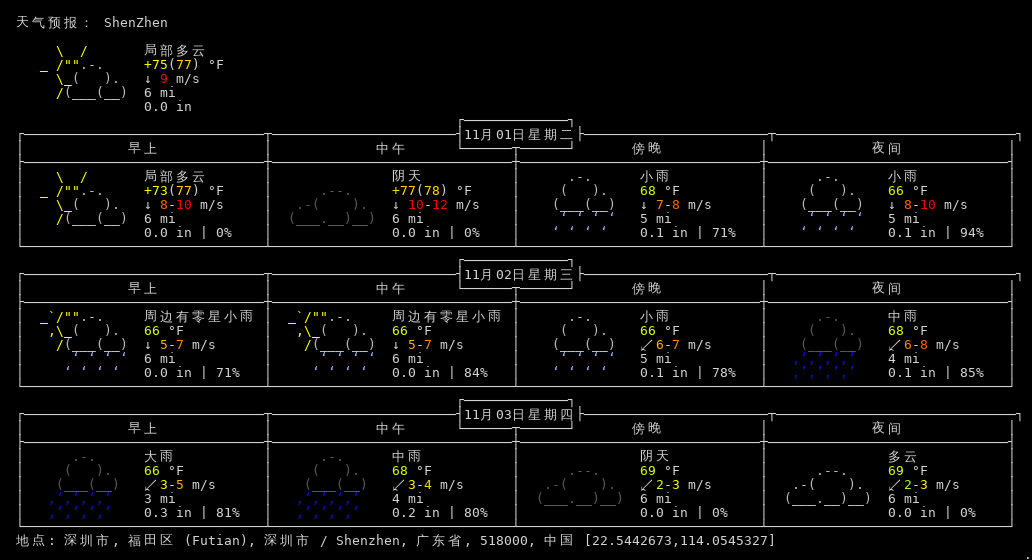 天气预报： ShenZhen
局部多云
+75(77) °F
↓ 9 m/s
6 mi
0.0 in
11月01日星期二
早上 中午 傍晚 夜间
局部多云 阴天 小雨 小雨
+73(77) °F +77(78) °F 68 °F 66 °F
↓ 8-10 m/s ↓ 10-12 m/s ↓ 7-8 m/s ↓ 8-10 m/s
6 mi 6 mi 5 mi 5 mi
0.0 in | 0% 0.0 in | 0% 0.1 in | 71% 0.1 in | 94%
11月02日星期三
早上 中午 傍晚 夜间
周边有零星小雨 周边有零星小雨 小雨 中雨
66 °F 66 °F 66 °F 68 °F
↓ 5-7 m/s ↓ 5-7 m/s ↙ 6-7 m/s ↙ 6-8 m/s
6 mi 6 mi 5 mi 4 mi
0.0 in | 71% 0.0 in | 84% 0.1 in | 78% 0.1 in | 85%
11月03日星期四
早上 中午 傍晚 夜间
大雨 中雨 阴天 多云
66 °F 68 °F 69 °F 69 °F
↙ 3-5 m/s ↙ 3-4 m/s ↙ 2-3 m/s ↙ 2-3 m/s
3 mi 4 mi 6 mi 6 mi
0.3 in | 81% 0.2 in | 80% 0.0 in | 0% 0.0 in | 0%
地点: 深圳市, 福田区 (Futian), 深圳市 / Shenzhen, 广东省, 518000, 中国 [22.5442673,114.0545327]